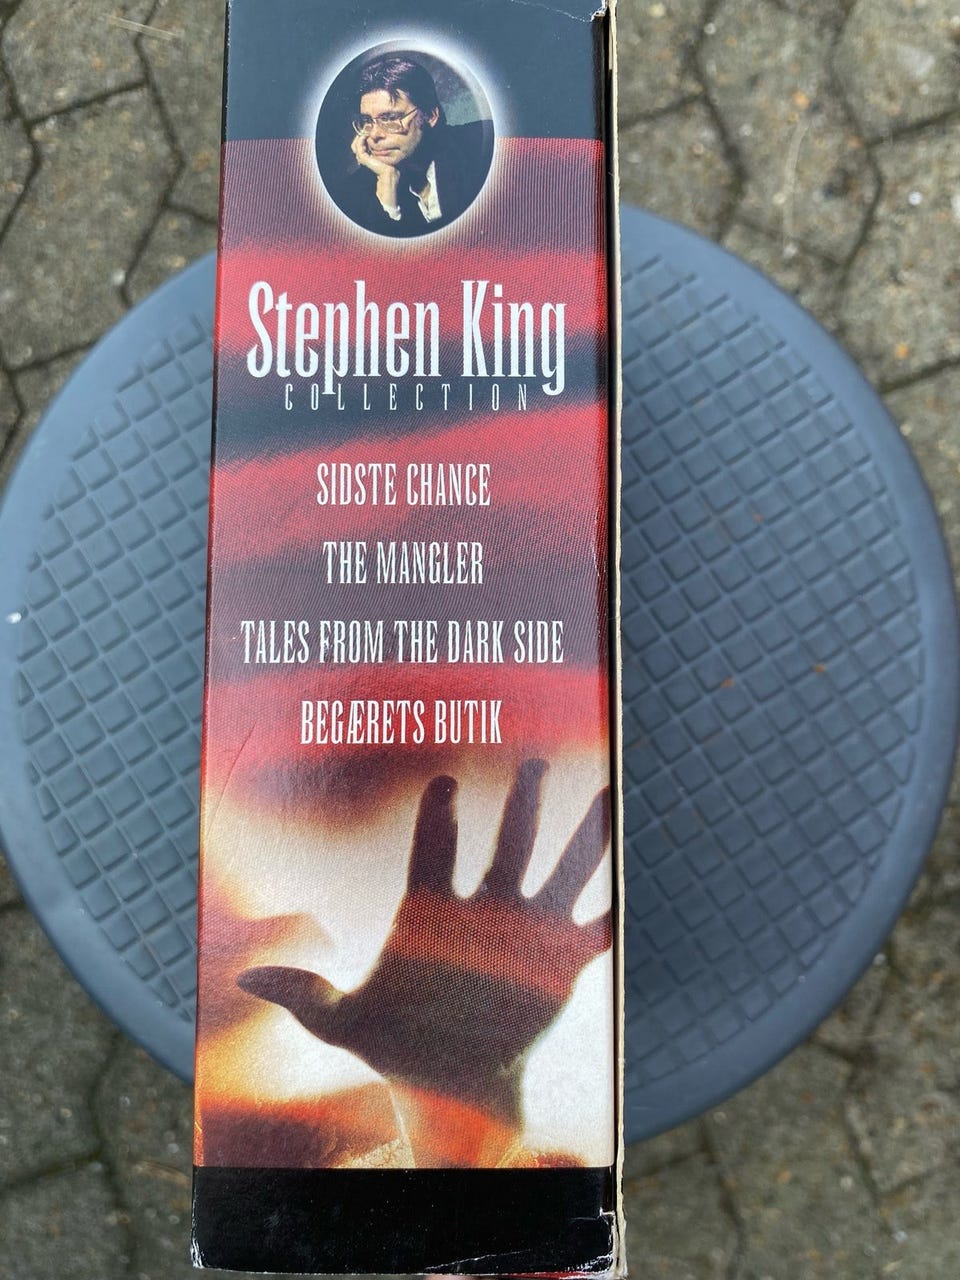 Stephen King
COLLECTION
SIDSTE CHANCE
THE MANGLER
TALES FROM THE DARK SIDE
BEGÆRETS BUTIK